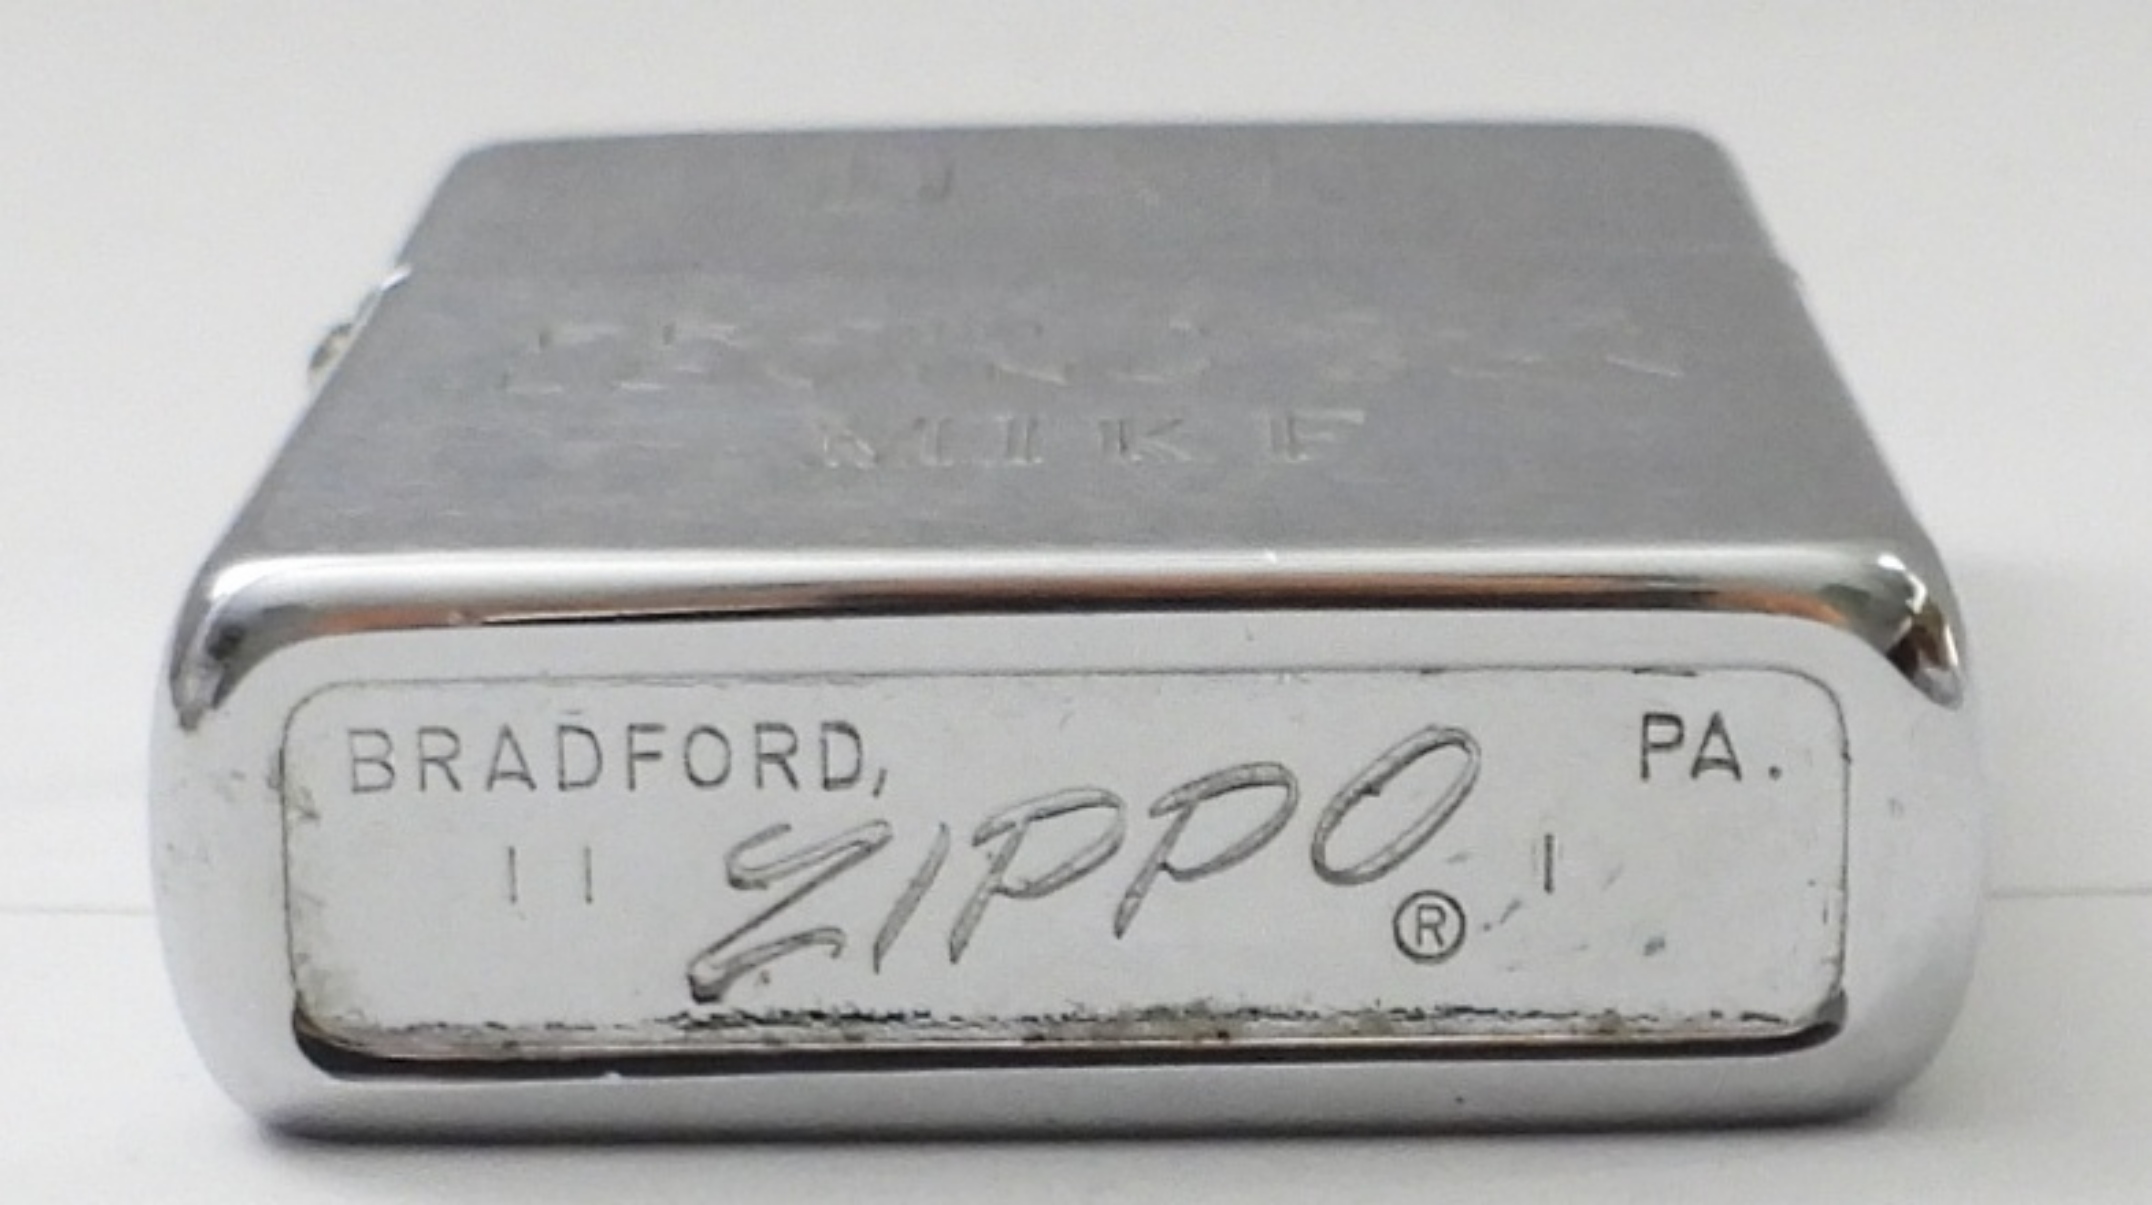 MIKE
BRADFORD, PA.
II ZIPPO ® I